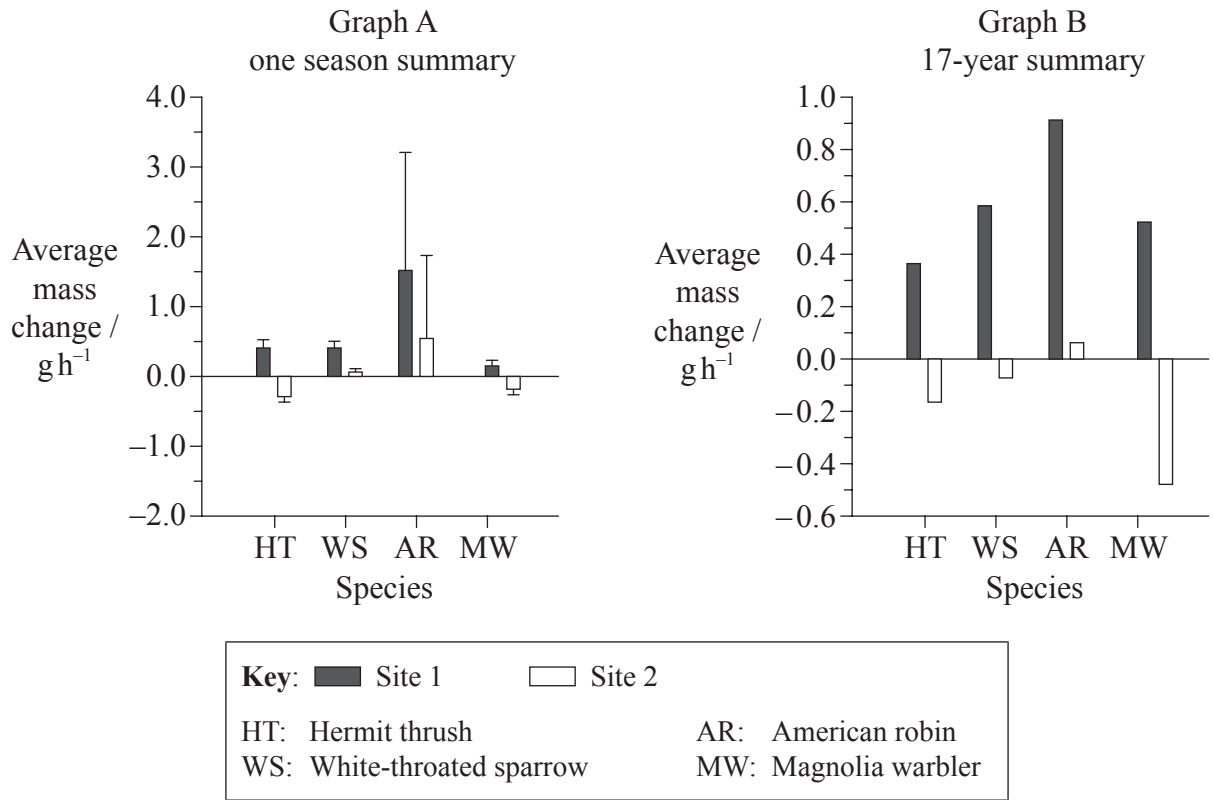 Graph A
one season summary
4.0
3.0
2.0
1.0
0.0
–1.0
–2.0
Average
mass
change /
g h–1
HT WS AR MW
Species
Graph B
17-year summary
1.0
0.8
0.6
0.4
0.2
0.0
–0.2
–0.4
–0.6
Average
mass
change /
g h–1
HT WS AR MW
Species
Key: Site 1 Site 2
HT: Hermit thrush AR: American robin
WS: White-throated sparrow MW: Magnolia warbler